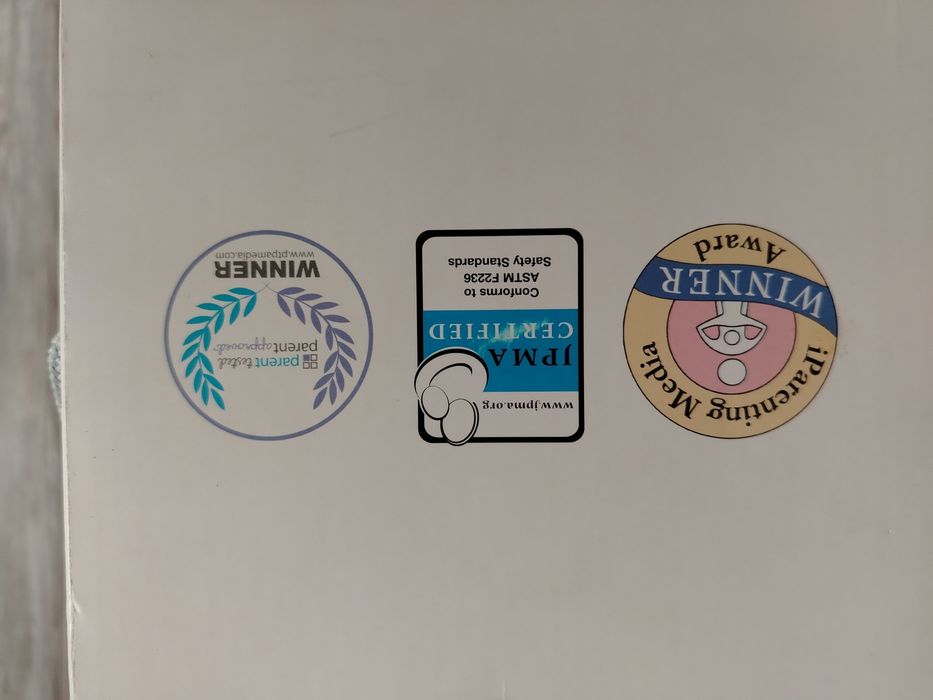 iParenting Media
WINNER
Award
www.jpma.org
JPMA
CERTIFIED
Conforms to
ASTM F2236
Safety Standards
parent tested
parent approved
WINNER
www.ptpamedia.com